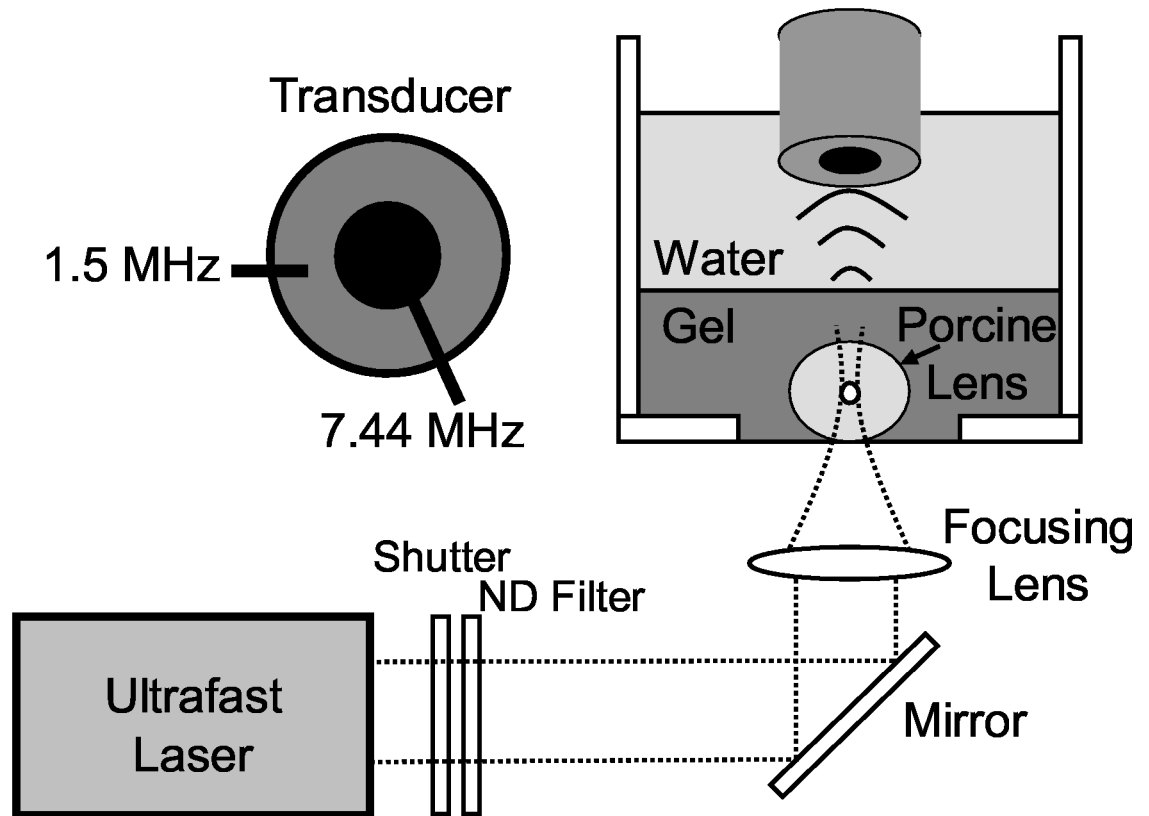 Transducer
1.5 MHz
7.44 MHz
Water
Gel
Porcine
Lens
Focusing
Lens
Shutter
ND Filter
Ultrafast
Laser
Mirror